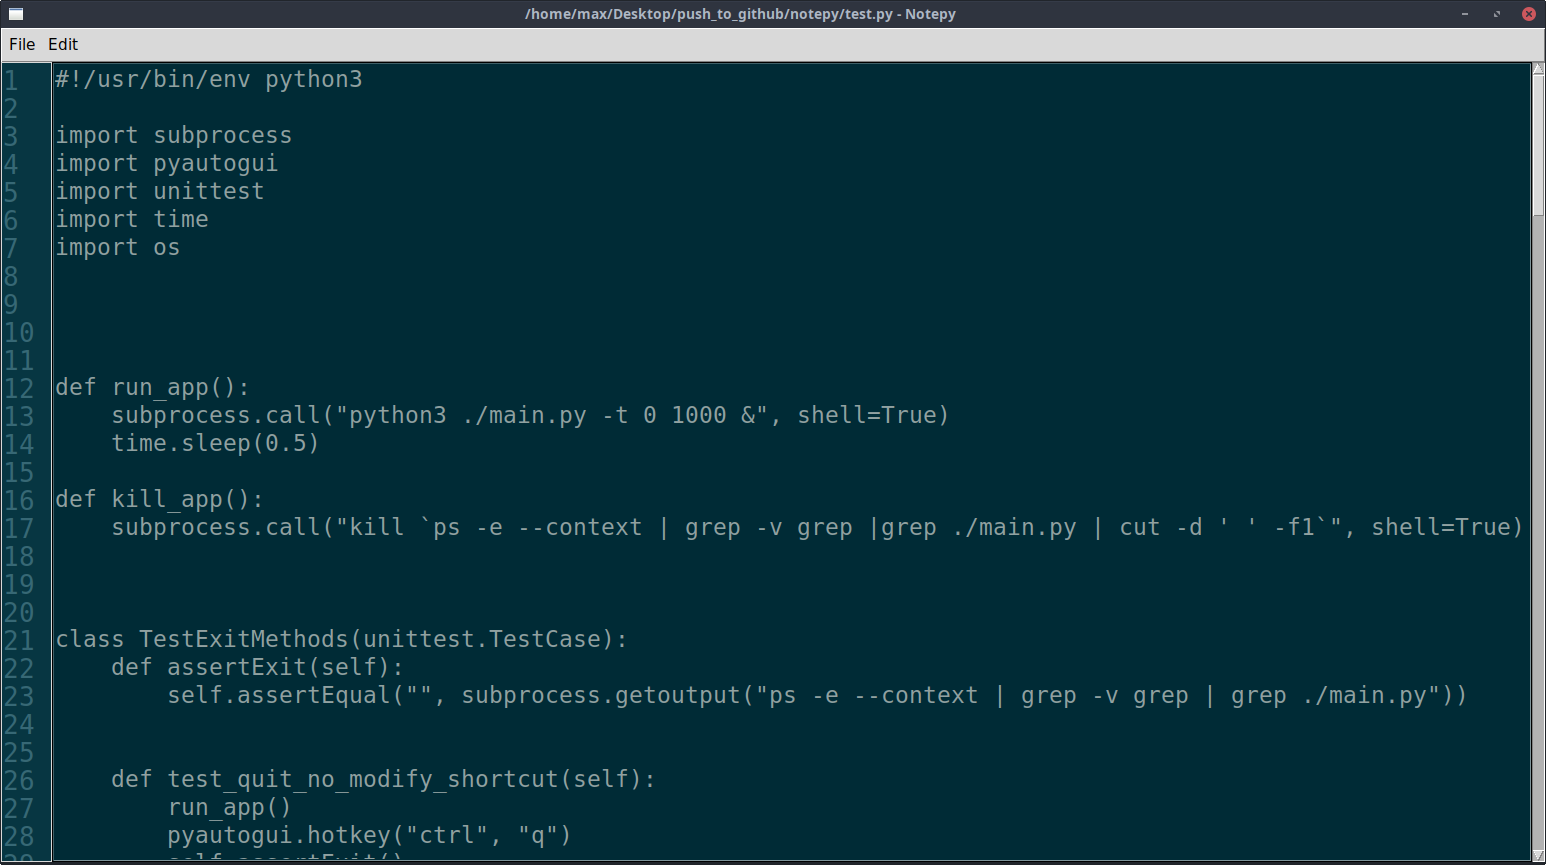 /home/max/Desktop/push_to_github/notepy/test.py - Notepy
File Edit
1 #!/usr/bin/env python3
2
3 import subprocess
4 import pyautogui
5 import unittest
6 import time
7 import os
8
9
10
11
12 def run_app():
13     subprocess.call("python3 ./main.py -t 0 1000 &", shell=True)
14     time.sleep(0.5)
15
16 def kill_app():
17     subprocess.call("kill `ps -e --context | grep -v grep |grep ./main.py | cut -d ' ' -f1`", shell=True)
18
19
20
21 class TestExitMethods(unittest.TestCase):
22     def assertExit(self):
23         self.assertEqual("", subprocess.getoutput("ps -e --context | grep -v grep | grep ./main.py"))
24
25
26     def test_quit_no_modify_shortcut(self):
27         run_app()
28         pyautogui.hotkey("ctrl", "q")
29         self.assertExit()